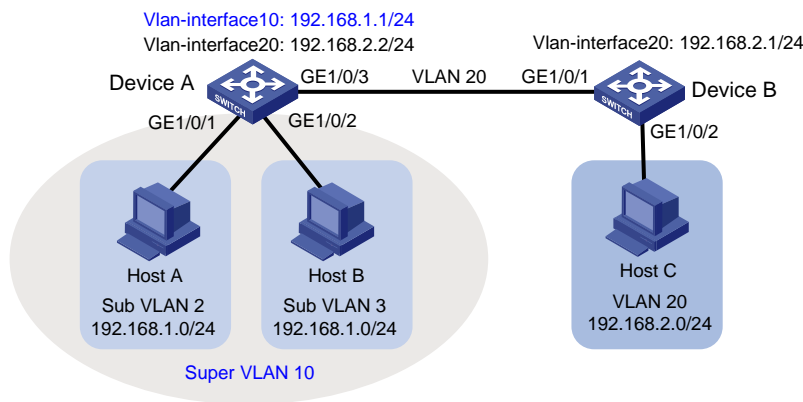 Vlan-interface10: 192.168.1.1/24
Vlan-interface20: 192.168.2.2/24
Vlan-interface20: 192.168.2.1/24
Device A
GE1/0/3
VLAN 20
GE1/0/1
Device B
SWITCH
SWITCH
GE1/0/1
GE1/0/2
GE1/0/2
Host A
Host B
Host C
Sub VLAN 2
192.168.1.0/24
Sub VLAN 3
192.168.1.0/24
VLAN 20
192.168.2.0/24
Super VLAN 10